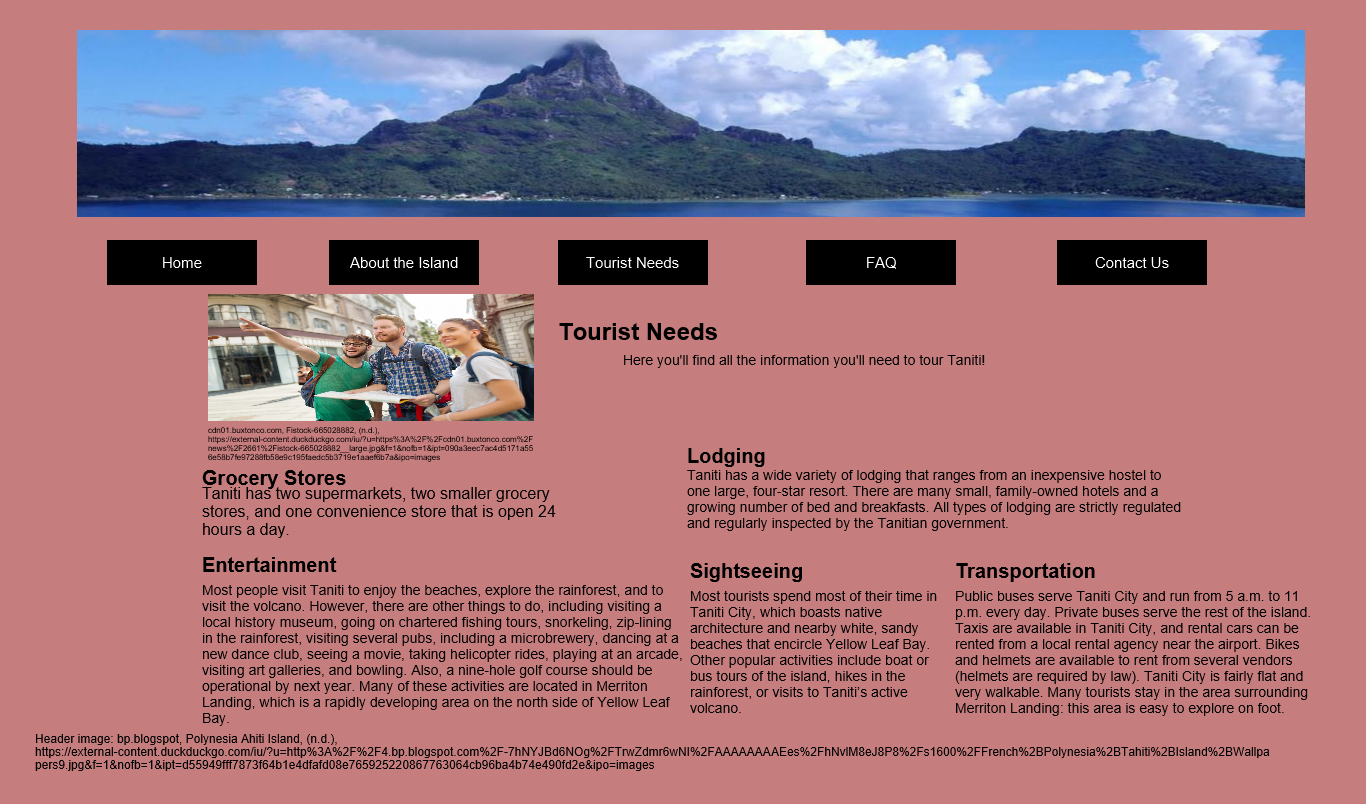 Home
About the Island
Tourist Needs
FAQ
Contact Us
Tourist Needs
Here you'll find all the information you'll need to tour Taniti!
cdn01.buxtonco.com, Fistock-665028882, (n.d.),
https://external-content.duckduckgo.com/iu/?u=https%3A%2F%2Fcdn01.buxtonco.com%2F
news%2F2661%2Fistock-665028882__large.jpg&f=1&nofb=1&ipt=090a3eec7ac4d5171a55
6e58b7fe97288fb58e9c195faedc5b3719e1aaef6b7a&ipo=images
Grocery Stores
Taniti has two supermarkets, two smaller grocery
stores, and one convenience store that is open 24
hours a day.
Lodging
Taniti has a wide variety of lodging that ranges from an inexpensive hostel to
one large, four-star resort. There are many small, family-owned hotels and a
growing number of bed and breakfasts. All types of lodging are strictly regulated
and regularly inspected by the Tanitian government.
Entertainment
Most people visit Taniti to enjoy the beaches, explore the rainforest, and to
visit the volcano. However, there are other things to do, including visiting a
local history museum, going on chartered fishing tours, snorkeling, zip-lining
in the rainforest, visiting several pubs, including a microbrewery, dancing at a
new dance club, seeing a movie, taking helicopter rides, playing at an arcade,
visiting art galleries, and bowling. Also, a nine-hole golf course should be
operational by next year. Many of these activities are located in Merriton
Landing, which is a rapidly developing area on the north side of Yellow Leaf
Bay.
Sightseeing
Most tourists spend most of their time in
Taniti City, which boasts native
architecture and nearby white, sandy
beaches that encircle Yellow Leaf Bay.
Other popular activities include boat or
bus tours of the island, hikes in the
rainforest, or visits to Taniti's active
volcano.
Transportation
Public buses serve Taniti City and run from 5 a.m. to 11
p.m. every day. Private buses serve the rest of the island.
Taxis are available in Taniti City, and rental cars can be
rented from a local rental agency near the airport. Bikes
and helmets are available to rent from several vendors
(helmets are required by law). Taniti City is fairly flat and
very walkable. Many tourists stay in the area surrounding
Merriton Landing: this area is easy to explore on foot.
Header image: bp.blogspot, Polynesia Ahiti Island, (n.d.),
https://external-content.duckduckgo.com/iu/?u=http%3A%2F%2F4.bp.blogspot.com%2F-7hNYJBd6NOg%2FTrwZdmr6wNI%2FAAAAAAAAEes%2FhNvlM8eJ8P8%2Fs1600%2FFrench%2BPolynesia%2BTahiti%2BIsland%2BWallpa
pers9.jpg&f=1&nofb=1&ipt=d55949fff7873f64b1e4dfafd08e765925220867763064cb96ba4b74e490fd2e&ipo=images